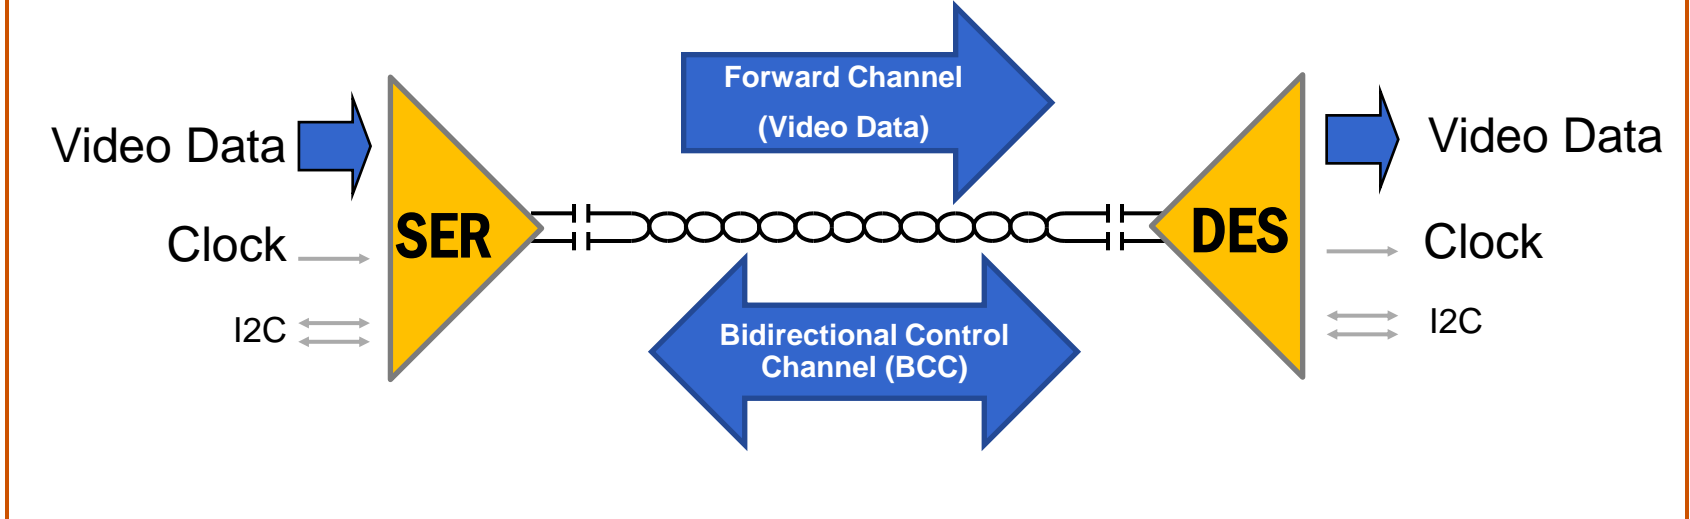 Forward Channel
(Video Data)
Video Data
Video Data
Clock
SER
DES
Clock
I2C
Bidirectional Control
Channel (BCC)
I2C